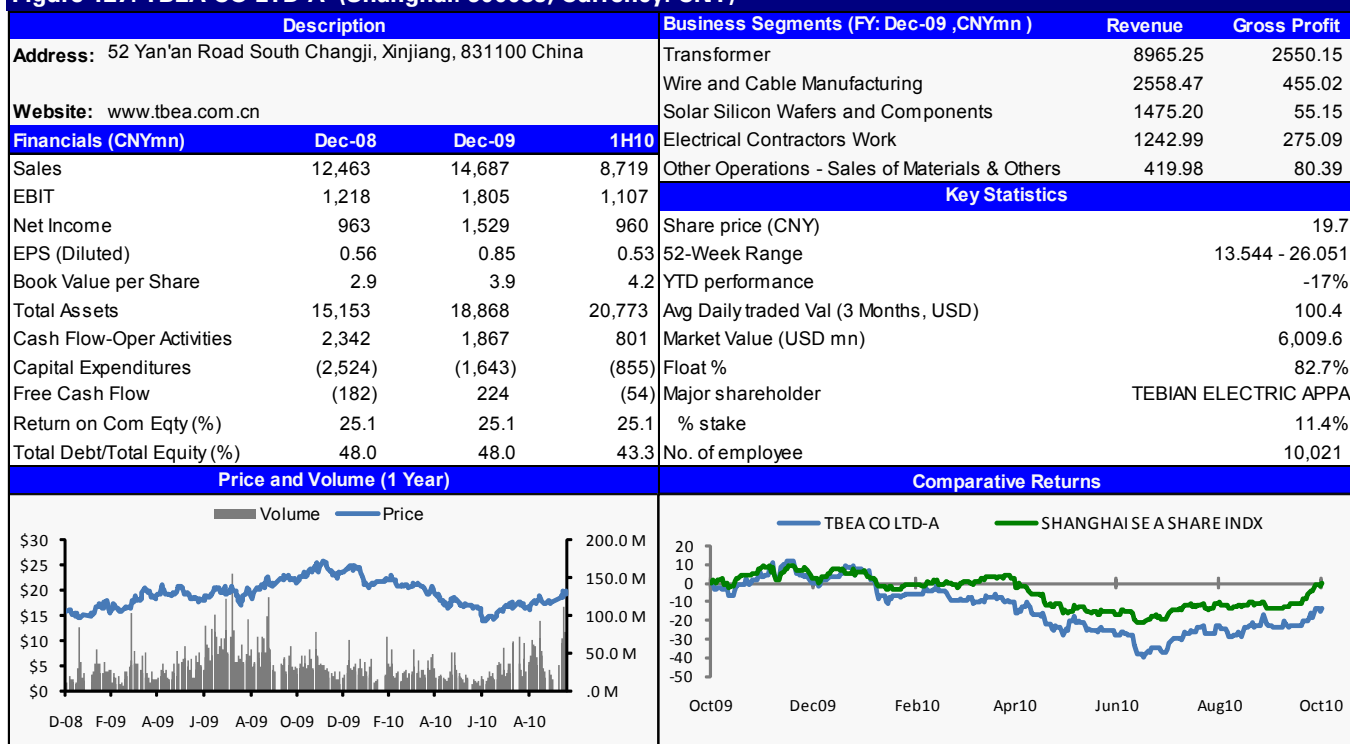 TBEA CO LTD-A
Description
Address: 52 Yan'an Road South Changji, Xinjiang, 831100 China
Website: www.tbea.com.cn
Financials (CNYmn) Dec-08 Dec-09 1H10
Sales 12,463 14,687 8,719
EBIT 1,218 1,805 1,107
Net Income 963 1,529 960
EPS (Diluted) 0.56 0.85 0.53
Book Value per Share 2.9 3.9 4.2
Total Assets 15,153 18,868 20,773
Cash Flow-Oper Activities 2,342 1,867 801
Capital Expenditures (2,524) (1,643) (855)
Free Cash Flow (182) 224 (54)
Return on Com Eqty (%) 25.1 25.1 25.1
Total Debt/Total Equity (%) 48.0 48.0 43.3
Business Segments (FY: Dec-09 ,CNYmn ) Revenue Gross Profit
Transformer 8965.25 2550.15
Wire and Cable Manufacturing 2558.47 455.02
Solar Silicon Wafers and Components 1475.20 55.15
Electrical Contractors Work 1242.99 275.09
Other Operations - Sales of Materials & Others 419.98 80.39
Key Statistics
Share price (CNY) 19.7
52-Week Range 13.544 - 26.051
YTD performance -17%
Avg Daily traded Val (3 Months, USD) 100.4
Market Value (USD mn) 6,009.6
Float % 82.7%
Major shareholder TEBIAN ELECTRIC APPA
% stake 11.4%
No. of employee 10,021
Price and Volume (1 Year)
Volume Price
$30 200.0 M
$25
$20 150.0 M
$15 100.0 M
$10
$5 50.0 M
$0 .0 M
D-08 F-09 A-09 J-09 A-09 O-09 D-09 F-10 A-10 J-10 A-10
Comparative Returns
TBEA CO LTD-A SHANGHAI SE A SHARE INDX
20
10
0
-10
-20
-30
-40
-50
Oct09 Dec09 Feb10 Apr10 Jun10 Aug10 Oct10